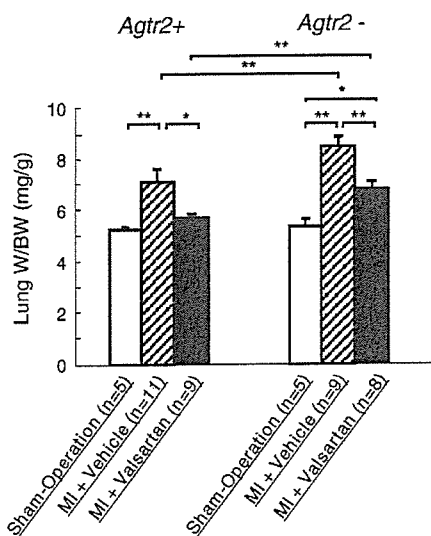 Agtr2+ Agtr2 -
**
**
*
** * ** **
Lung W/BW (mg/g)
10
8
6
4
2
0
Sham-Operation (n=5)
MI + Vehicle (n=11)
MI + Valsartan (n=9)
Sham-Operation (n=5)
MI + Vehicle (n=9)
MI + Valsartan (n=8)